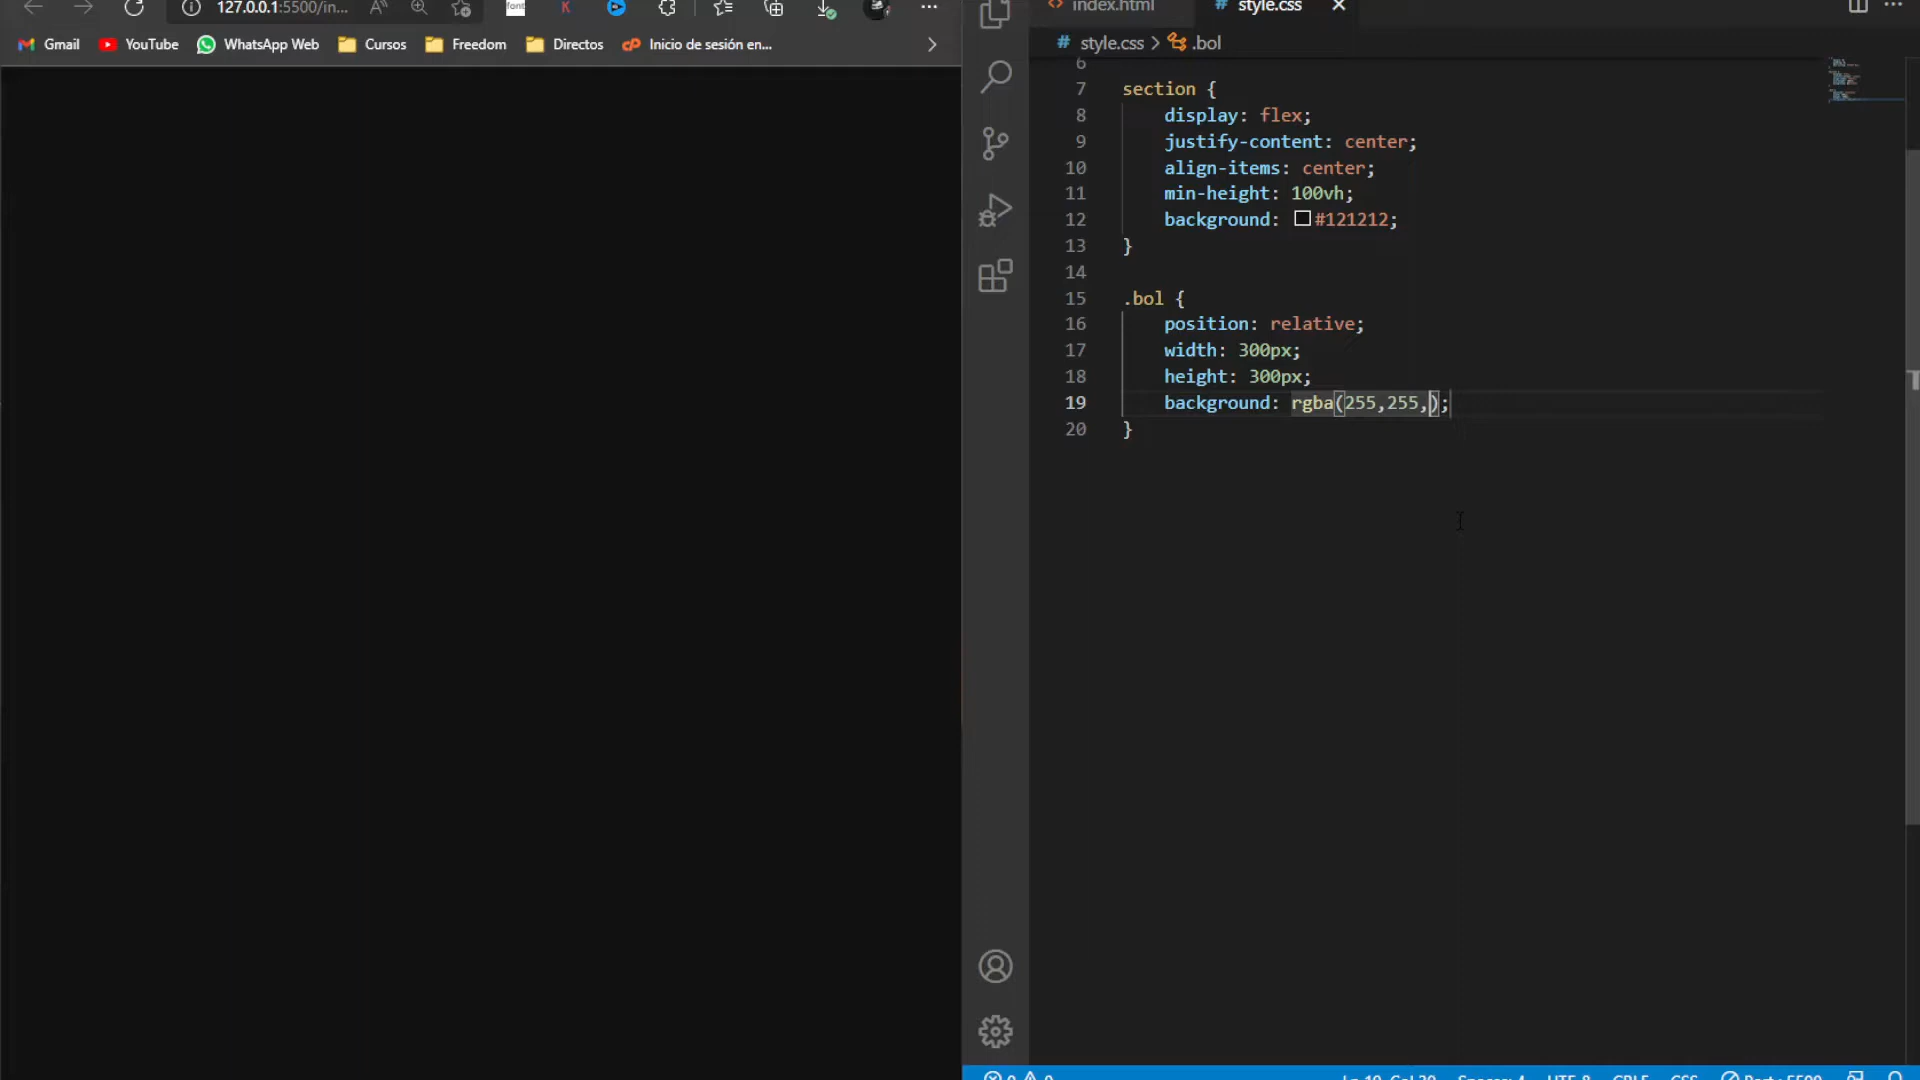 127.0.0.1:5500/in...
font
K
Gmail
YouTube
WhatsApp Web
Cursos
Freedom
Directos
Inicio de sesión en...
index.html
# style.css
# style.css > .bol
6
7 section {
8 display: flex;
9 justify-content: center;
10 align-items: center;
11 min-height: 100vh;
12 background: #121212;
13 }
14
15 .bol {
16 position: relative;
17 width: 300px;
18 height: 300px;
19 background: rgba(255,255,);
20 }